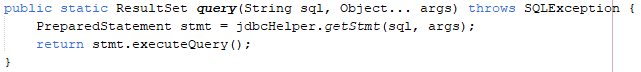 public static ResultSet query(String sql, Object... args) throws SQLException {
    PreparedStatement stmt = jdbcHelper.getStmt(sql, args);
    return stmt.executeQuery();
}